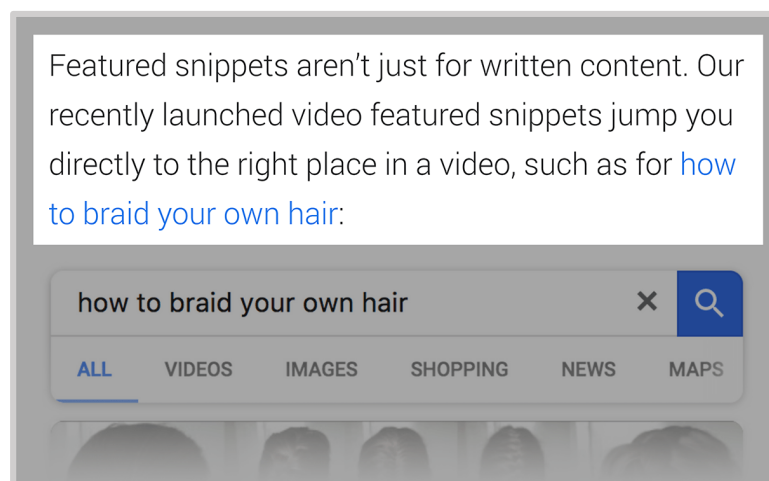 Featured snippets aren’t just for written content. Our
recently launched video featured snippets jump you
directly to the right place in a video, such as for how
to braid your own hair:
how to braid your own hair
ALL VIDEOS IMAGES SHOPPING NEWS MAPS